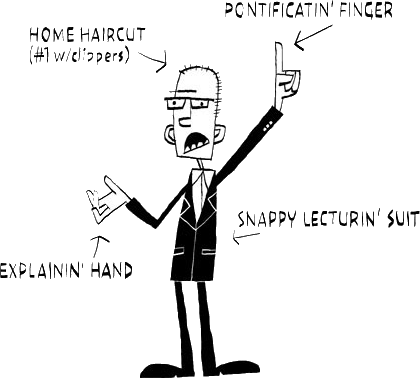 PONTIFICATIN' FINGER
HOME HAIRCUT
(#1 w/clippers)
SNAPPY LECTURIN' SUIT
EXPLAININ' HAND